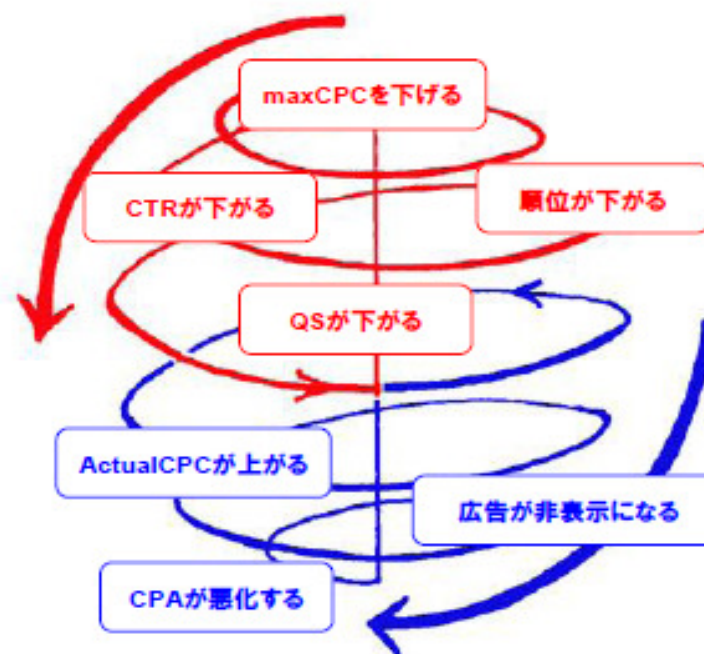 maxCPCを下げる
CTRが下がる
順位が下がる
QSが下がる
ActualCPCが上がる
広告が非表示になる
CPAが悪化する